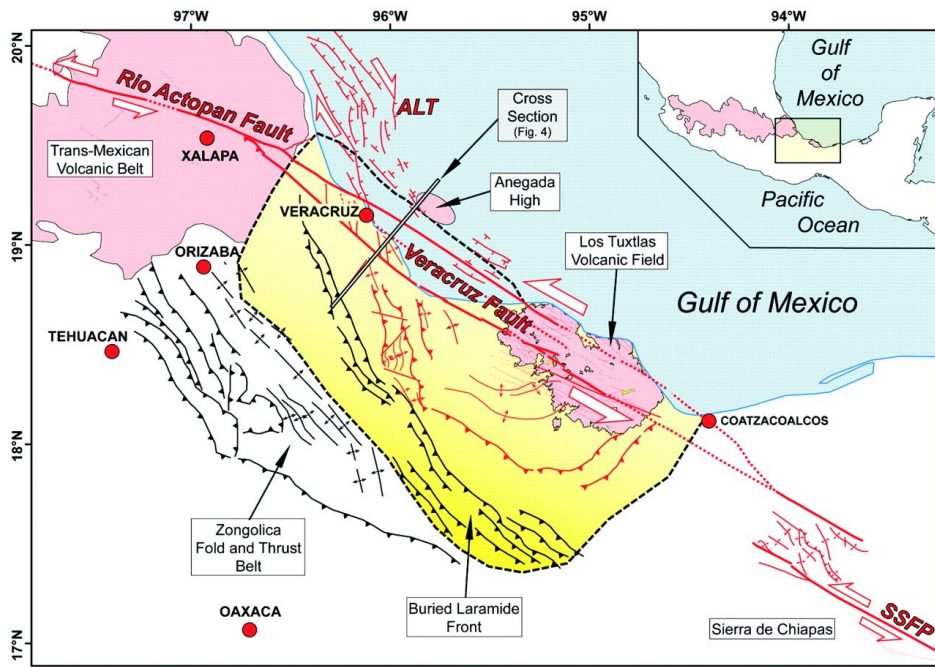 97°W
96°W
95°W
94°W
20°N
19°N
18°N
17°N
Rio Actopan Fault
ALT
Cross
Section
(Fig. 4)
Gulf
of
Mexico
Pacific
Ocean
Trans-Mexican
Volcanic Belt
XALAPA
Anegada
High
VERACRUZ
Los Tuxtlas
Volcanic Field
ORIZABA
Veracruz Fault
Gulf of Mexico
TEHUACAN
COATZACOALCOS
Zongolica
Fold and Thrust
Belt
Buried Laramide
Front
OAXACA
Sierra de Chiapas
SSFP